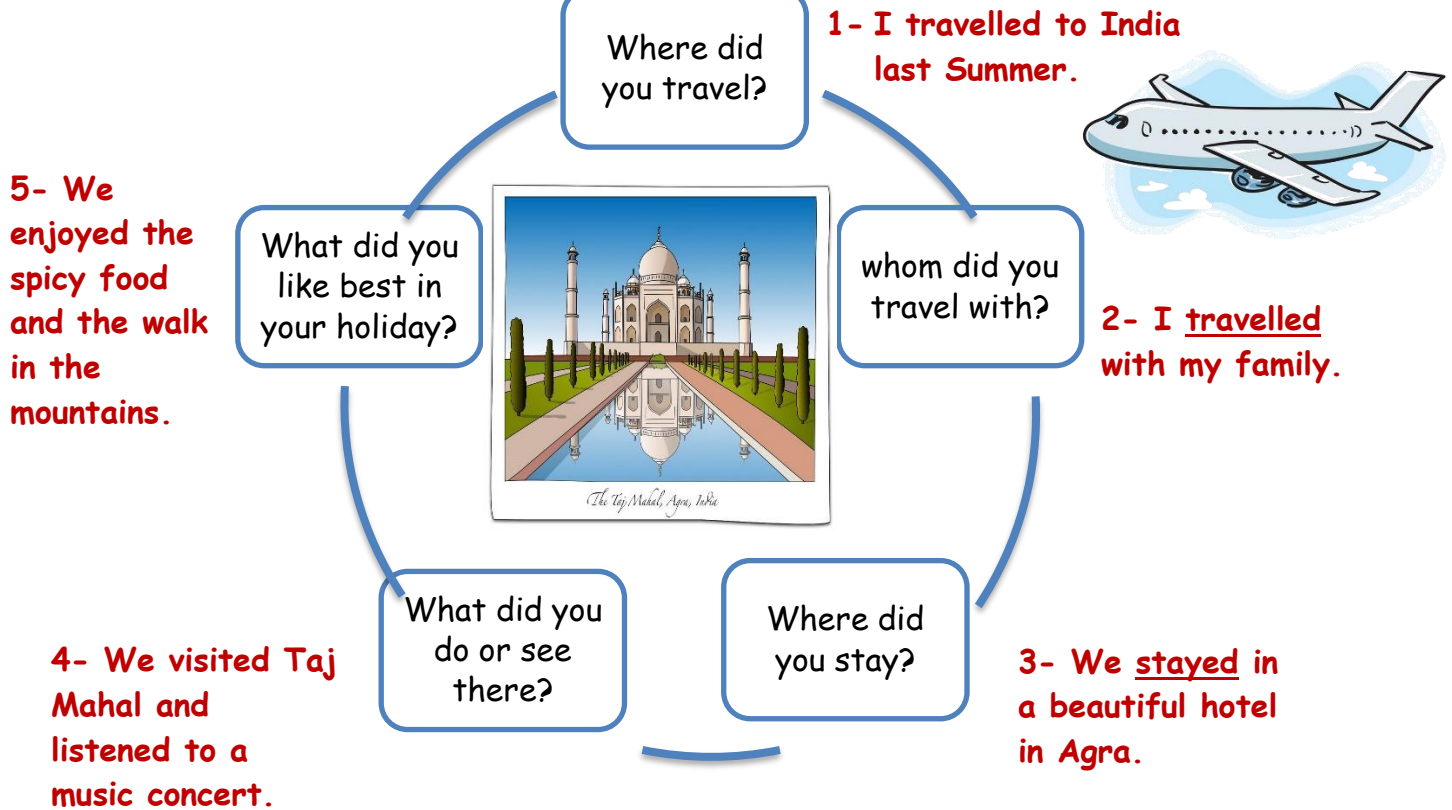 Where did
you travel?
1- I travelled to India
last Summer.
whom did you
travel with?
2- I travelled
with my family.
Where did
you stay?
3- We stayed in
a beautiful hotel
in Agra.
What did you
do or see
there?
4- We visited Taj
Mahal and
listened to a
music concert.
What did you
like best in
your holiday?
5- We
enjoyed the
spicy food
and the walk
in the
mountains.
The Taj Mahal, Agra, India